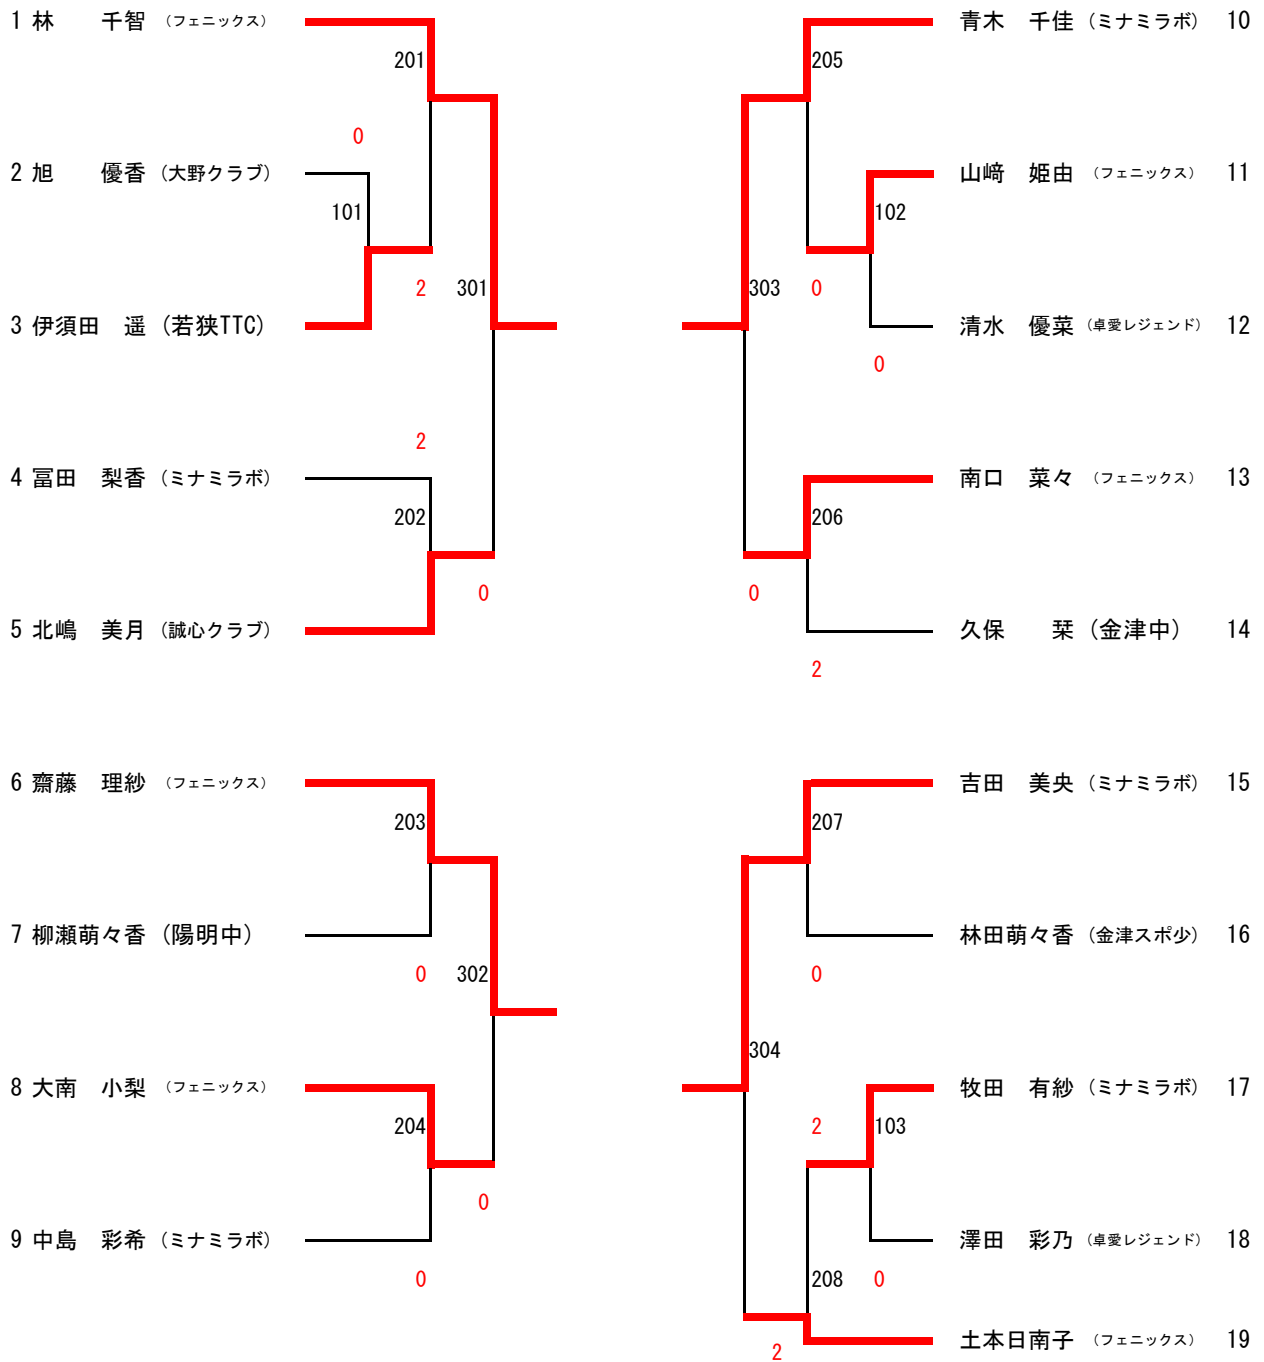 1 林　　千智 (フェニックス)
201
0
2 旭　　優香 (大野クラブ)
101
2
301
3 伊須田　遥 (若狭TTC)
2
4 冨田　梨香 (ミナミラボ)
202
0
5 北嶋　美月 (誠心クラブ)
6 齋藤　理紗 (フェニックス)
203
7 柳瀬萌々香 (陽明中)
0
302
8 大南　小梨 (フェニックス)
204
0
9 中島　彩希 (ミナミラボ)
0
青木　千佳 (ミナミラボ) 10
205
山﨑　姫由 (フェニックス) 11
102
303
0
清水　優菜 (卓愛レジェンド) 12
0
南口　菜々 (フェニックス) 13
206
0
久保　　栞 (金津中) 14
2
吉田　美央 (ミナミラボ) 15
207
林田萌々香 (金津スポ少) 16
0
304
牧田　有紗 (ミナミラボ) 17
2
103
澤田　彩乃 (卓愛レジェンド) 18
208
0
土本日南子 (フェニックス) 19
2